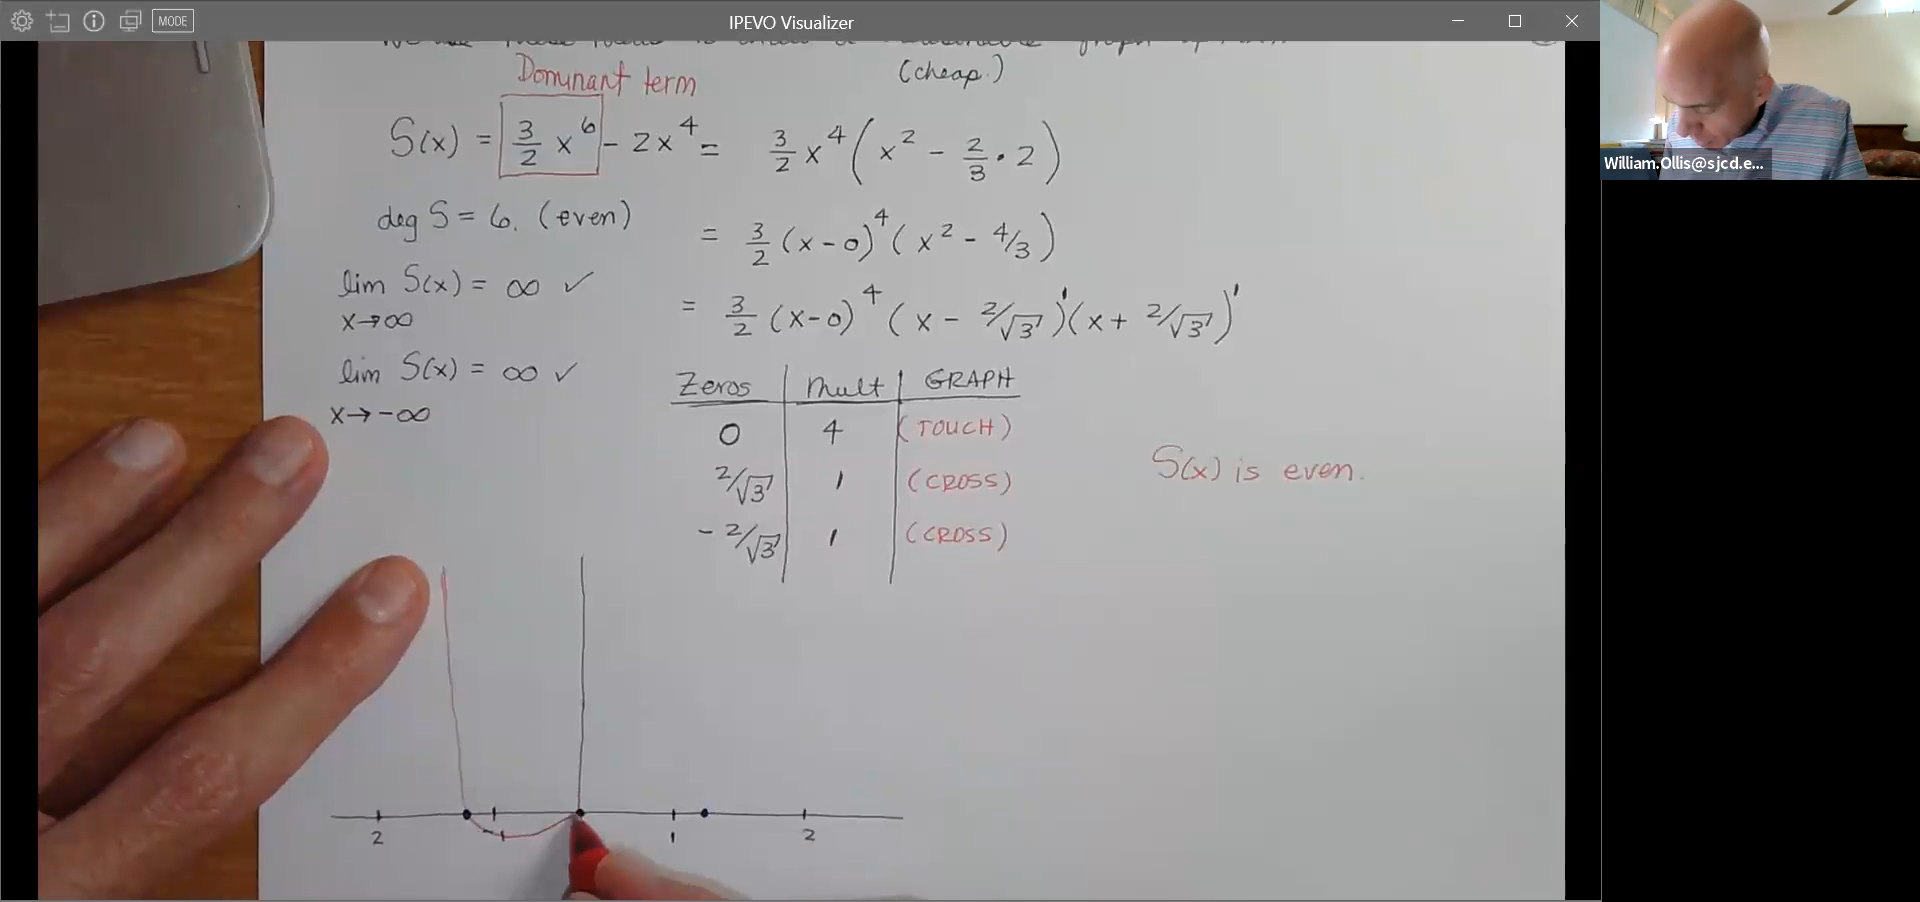 MODE
IPEVO Visualizer
William.Ollis@sjcd.e...
graph
Dominant term
(cheap.)
S(x) = 3/2 x^6 - 2x^4 = 3/2 x^4 (x^2 - 2/3 · 2)
deg S = 6. (even)
= 3/2 (x-0)^4 (x^2 - 4/3)
lim S(x) = ∞ ✓
x→∞
= 3/2 (x-0)^4 (x - 2/√3)^1 (x + 2/√3)^1
lim S(x) = ∞ ✓
x→-∞
Zeros Mult GRAPH
0 4 (TOUCH)
2/√3 1 (CROSS)
- 2/√3 1 (CROSS)
S(x) is even.
2 -1 1 2